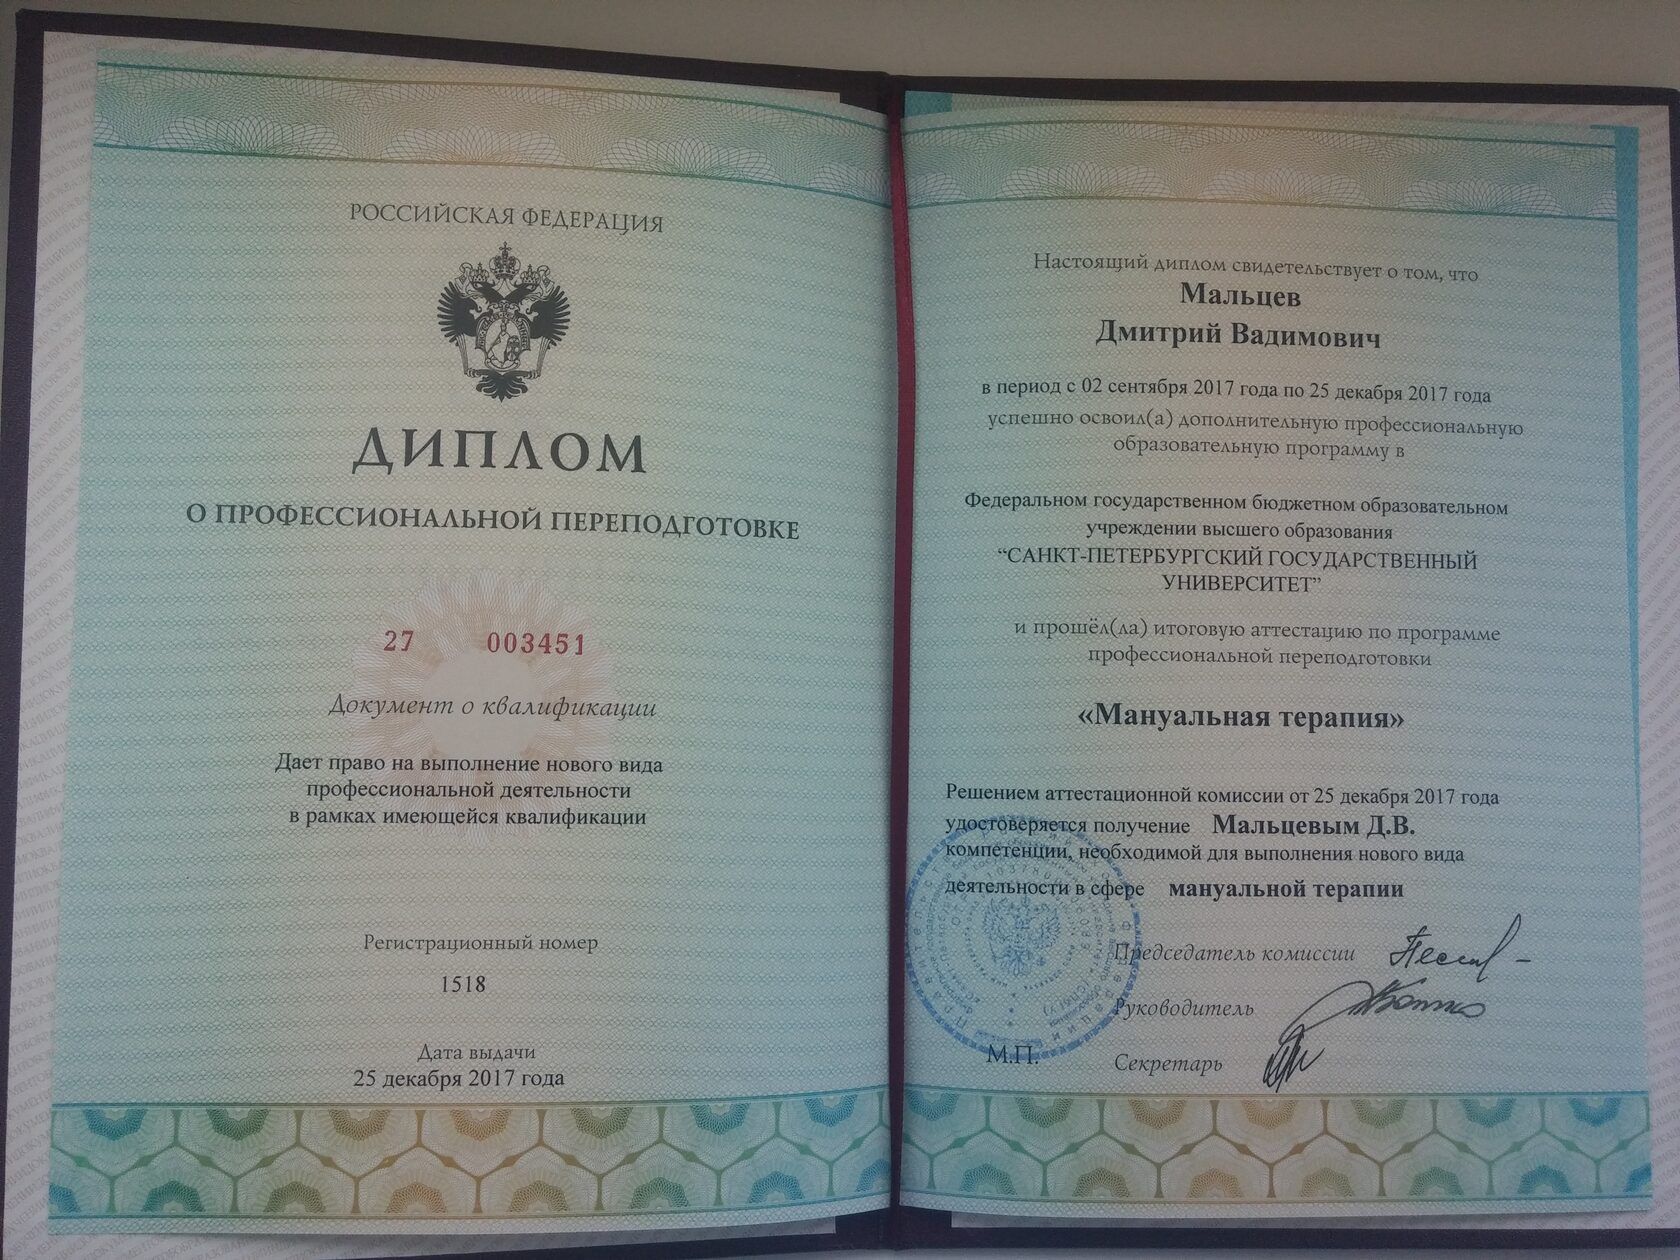 РОССИЙСКАЯ ФЕДЕРАЦИЯ
ДИПЛОМ
О ПРОФЕССИОНАЛЬНОЙ ПЕРЕПОДГОТОВКЕ
27 003451
Документ о квалификации
Дает право на выполнение нового вида
профессиональной деятельности
в рамках имеющейся квалификации
Регистрационный номер
1518
Дата выдачи
25 декабря 2017 года
Настоящий диплом свидетельствует о том, что
Мальцев
Дмитрий Вадимович
в период с 02 сентября 2017 года по 25 декабря 2017 года
успешно освоил(а) дополнительную профессиональную
образовательную программу в
Федеральном государственном бюджетном образовательном
учреждении высшего образования
“САНКТ-ПЕТЕРБУРГСКИЙ ГОСУДАРСТВЕННЫЙ
УНИВЕРСИТЕТ”
и прошёл(ла) итоговую аттестацию по программе
профессиональной переподготовки
«Мануальная терапия»
Решением аттестационной комиссии от 25 декабря 2017 года
удостоверяется получение Мальцевым Д.В.
компетенции, необходимой для выполнения нового вида
деятельности в сфере мануальной терапии
Председатель комиссии
Руководитель
М.П.
Секретарь